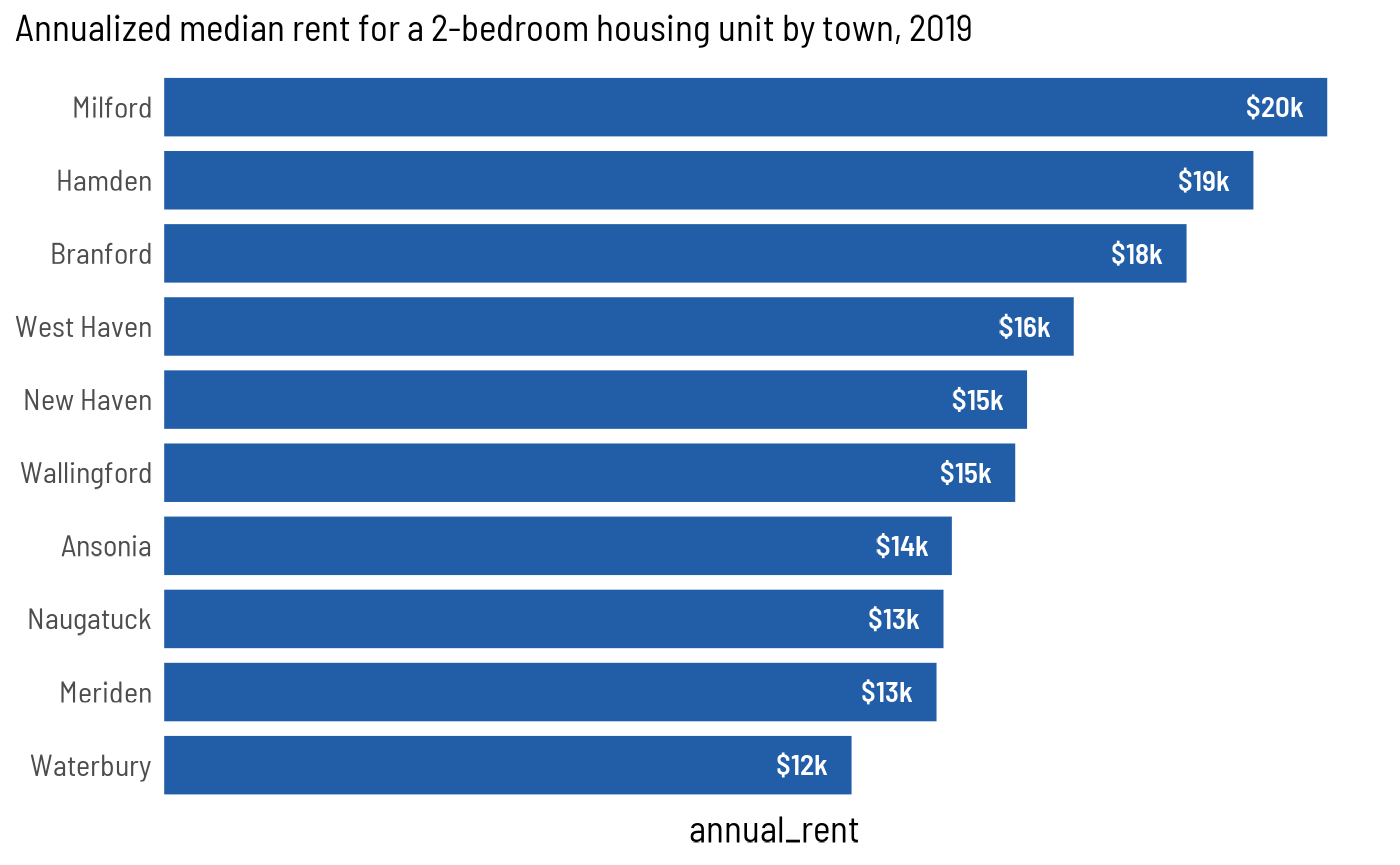 Annualized median rent for a 2-bedroom housing unit by town, 2019
Milford $20k
Hamden $19k
Branford $18k
West Haven $16k
New Haven $15k
Wallingford $15k
Ansonia $14k
Naugatuck $13k
Meriden $13k
Waterbury $12k
annual_rent